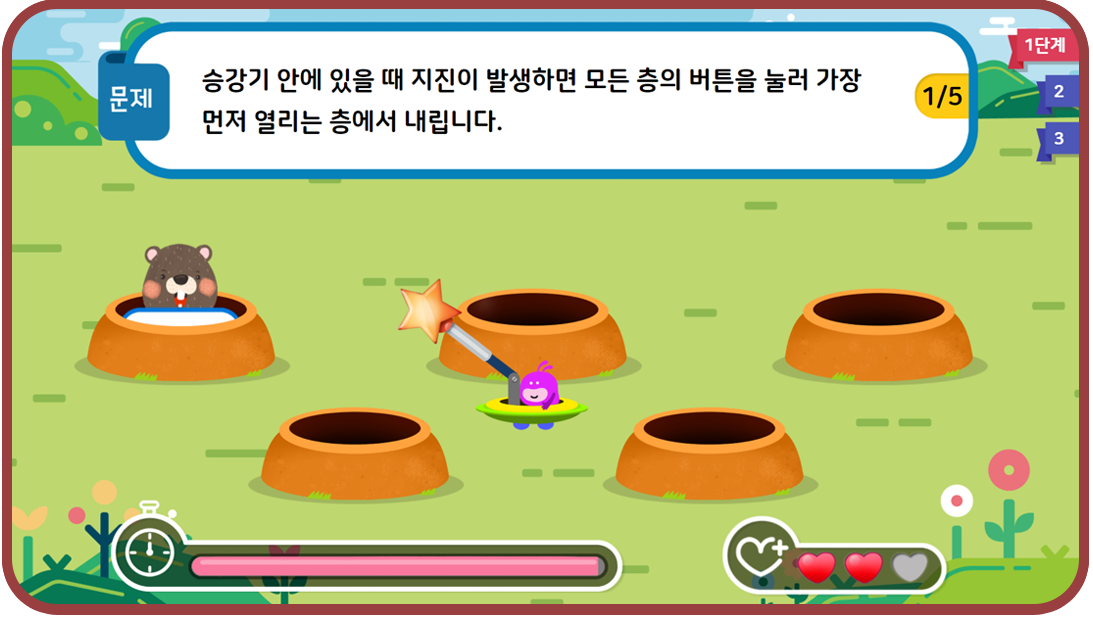 문제
승강기 안에 있을 때 지진이 발생하면 모든 층의 버튼을 눌러 가장
먼저 열리는 층에서 내립니다.
1/5
1단계
2
3